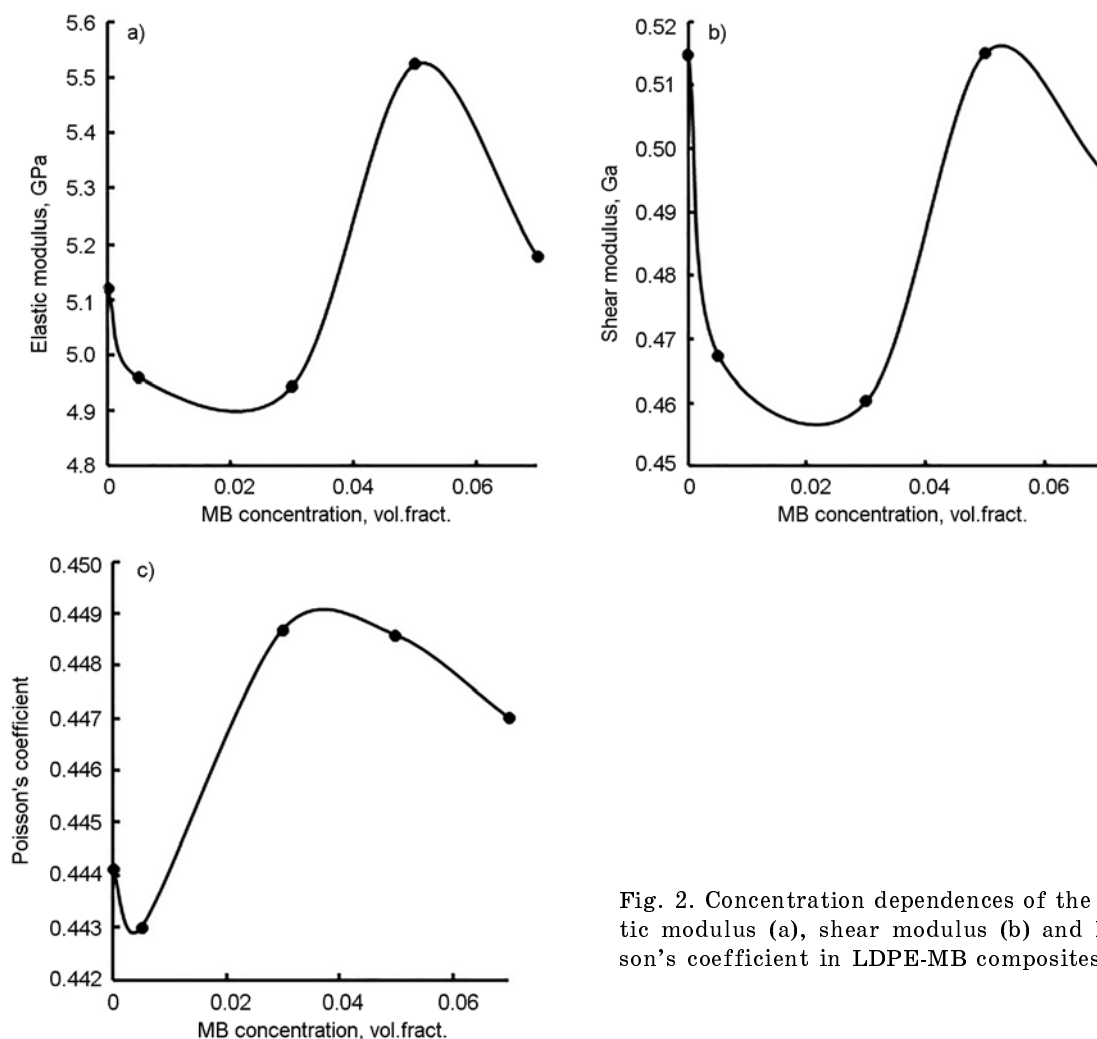 a)
5.6
5.5
5.4
5.3
5.2
5.1
5.0
4.9
4.8
Elastic modulus, GPa
0 0.02 0.04 0.06
MB concentration, vol.fract.
b)
0.52
0.51
0.50
0.49
0.48
0.47
0.46
0.45
Shear modulus, Ga
0 0.02 0.04 0.06
MB concentration, vol.fract.
c)
0.450
0.449
0.448
0.447
0.446
0.445
0.444
0.443
0.442
Poisson's coefficient
0 0.02 0.04 0.06
MB concentration, vol.fract.
Fig. 2. Concentration dependences of the
tic modulus (a), shear modulus (b) and
son's coefficient in LDPE-MB composites